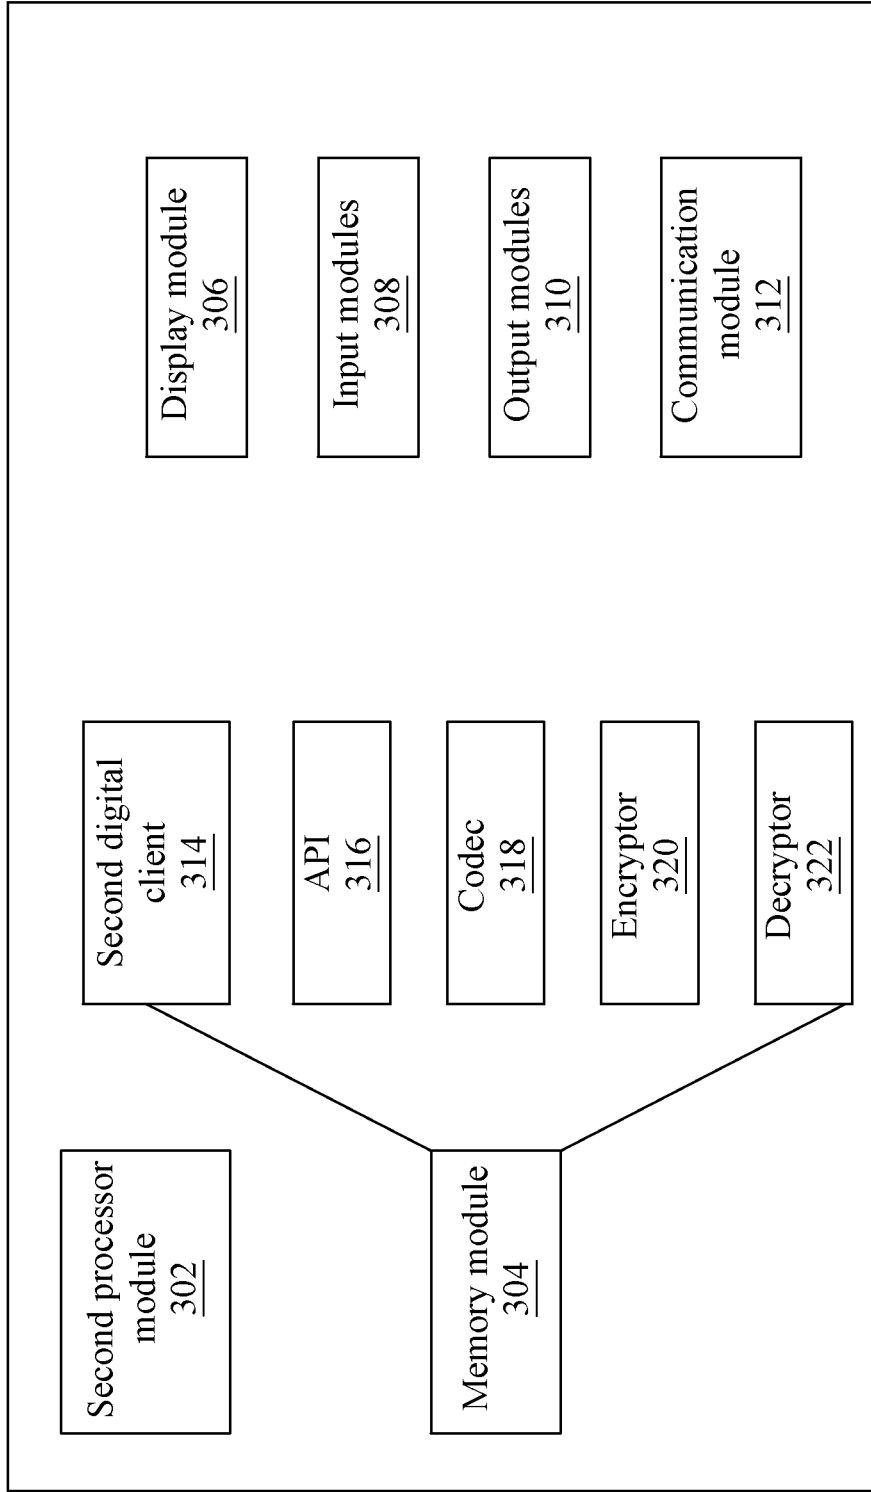 Second processor
module
302
Memory module
304
Second digital
client
314
API
316
Codec
318
Encryptor
320
Decryptor
322
Display module
306
Input modules
308
Output modules
310
Communication
module
312